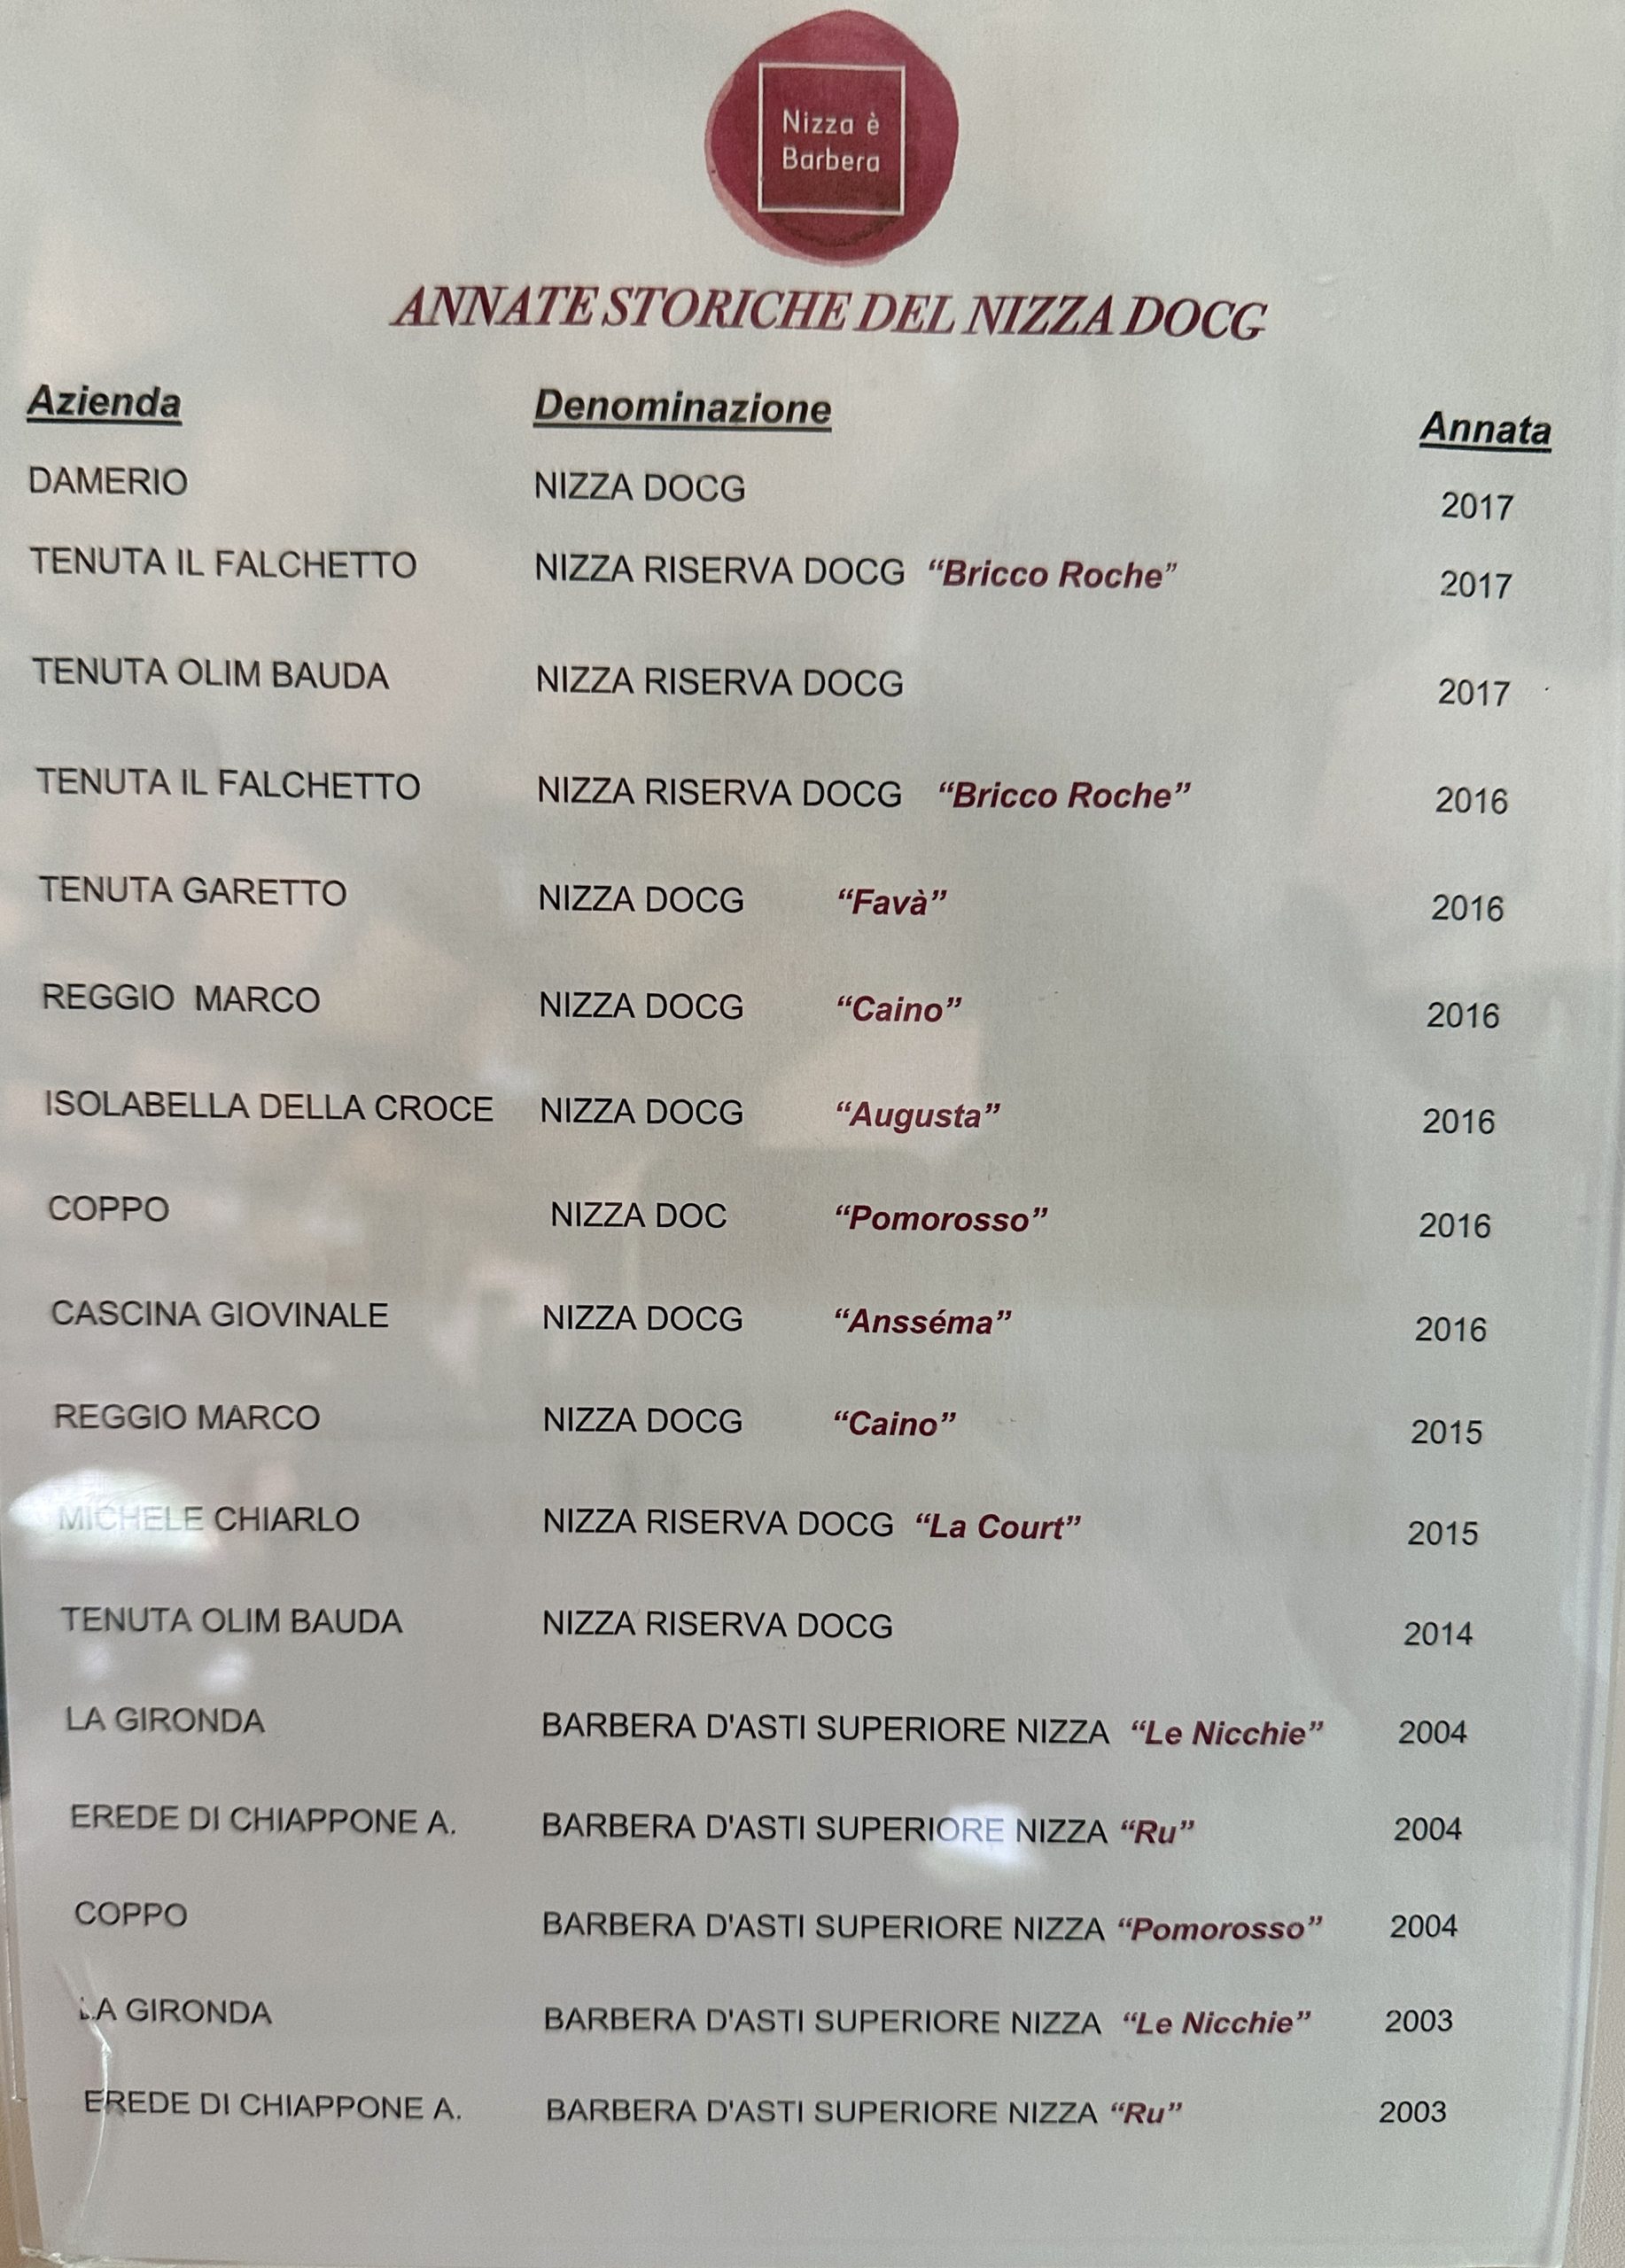 Nizza è
Barbera
ANNATE STORICHE DEL NIZZA DOCG
Azienda Denominazione Annata
DAMERIO NIZZA DOCG 2017
TENUTA IL FALCHETTO NIZZA RISERVA DOCG “Bricco Roche” 2017
TENUTA OLIM BAUDA NIZZA RISERVA DOCG 2017
TENUTA IL FALCHETTO NIZZA RISERVA DOCG “Bricco Roche” 2016
TENUTA GARETTO NIZZA DOCG “Favà” 2016
REGGIO MARCO NIZZA DOCG “Caino” 2016
ISOLABELLA DELLA CROCE NIZZA DOCG “Augusta” 2016
COPPO NIZZA DOC “Pomorosso” 2016
CASCINA GIOVINALE NIZZA DOCG “Ansséma” 2016
REGGIO MARCO NIZZA DOCG “Caino” 2015
MICHELE CHIARLO NIZZA RISERVA DOCG “La Court” 2015
TENUTA OLIM BAUDA NIZZA RISERVA DOCG 2014
LA GIRONDA BARBERA D'ASTI SUPERIORE NIZZA “Le Nicchie” 2004
EREDE DI CHIAPPONE A. BARBERA D'ASTI SUPERIORE NIZZA “Ru” 2004
COPPO BARBERA D'ASTI SUPERIORE NIZZA “Pomorosso” 2004
LA GIRONDA BARBERA D'ASTI SUPERIORE NIZZA “Le Nicchie” 2003
EREDE DI CHIAPPONE A. BARBERA D'ASTI SUPERIORE NIZZA “Ru” 2003